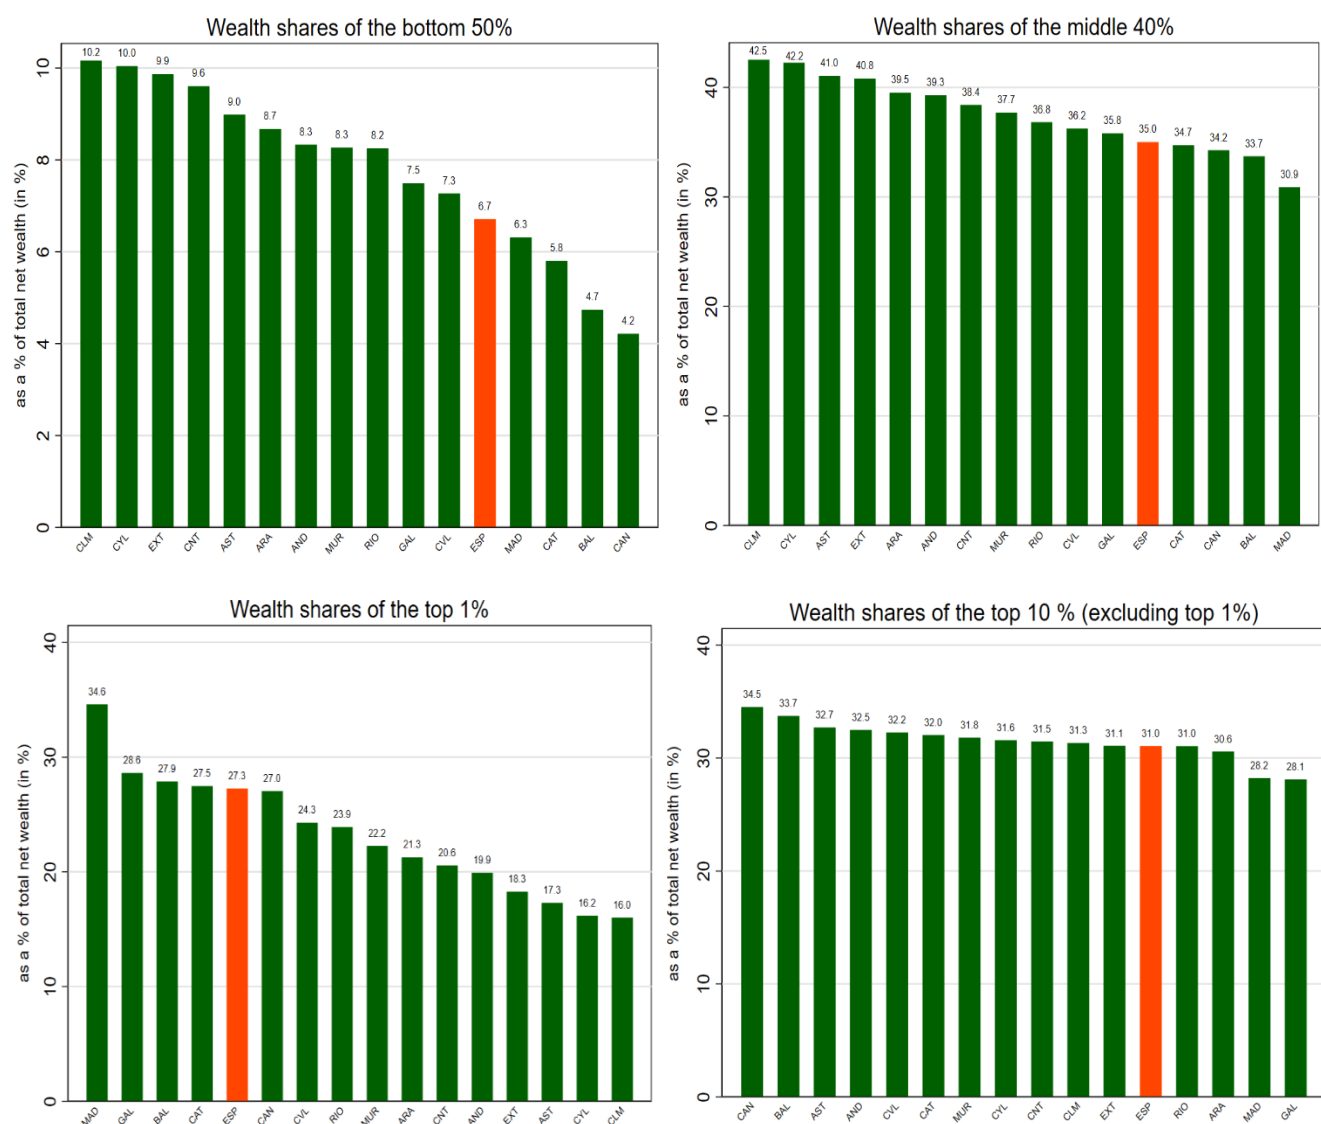 Wealth shares of the bottom 50%
as a % of total net wealth (in %)
10
8
6
4
2
0
10.2 10.0 9.9 9.6 9.0 8.7 8.3 8.3 8.2 7.5 7.3 6.7 6.3 5.8 4.7 4.2
CLM CYL EXT CNT AST ARA AND MUR RIO GAL CVL ESP MAD CAT BAL CAN
Wealth shares of the middle 40%
as a % of total net wealth (in %)
40
30
20
10
0
42.5 42.2 41.0 40.8 39.5 39.3 38.4 37.7 36.8 36.2 35.8 35.0 34.7 34.2 33.7 30.9
CLM CYL AST EXT ARA AND CNT MUR RIO CVL GAL ESP CAT CAN BAL MAD
Wealth shares of the top 1%
as a % of total net wealth (in %)
40
30
20
10
0
34.6 28.6 27.9 27.5 27.3 27.0 24.3 23.9 22.2 21.3 20.6 19.9 18.3 17.3 16.2 16.0
MAD GAL BAL CAT ESP CAN CVL RIO MUR ARA CNT AND EXT AST CYL CLM
Wealth shares of the top 10 % (excluding top 1%)
as a % of total net wealth (in %)
40
30
20
10
0
34.5 33.7 32.7 32.5 32.2 32.0 31.8 31.6 31.5 31.3 31.1 31.0 31.0 30.6 28.2 28.1
CAN BAL AST AND CVL CAT MUR CYL CNT CLM EXT ESP RIO ARA MAD GAL